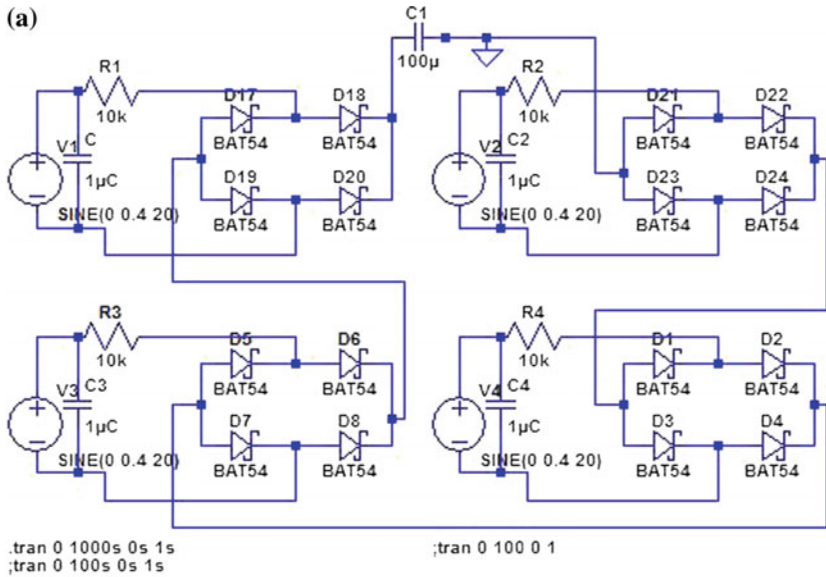 (a)
C1
100µ
R1
10k
D17
D18
BAT54
BAT54
V1
C
1µC
D19
D20
BAT54
BAT54
SINE(0 0.4 20)
R2
10k
D21
D22
BAT54
BAT54
V2
C2
1µC
D23
D24
BAT54
BAT54
SINE(0 0.4 20)
R3
10k
D5
D6
BAT54
BAT54
V3
C3
1µC
D7
D8
BAT54
BAT54
SINE(0 0.4 20)
R4
10k
D1
D2
BAT54
BAT54
V4
C4
1µC
D3
D4
BAT54
BAT54
SINE(0 0.4 20)
.tran 0 1000s 0s 1s
;tran 0 100s 0s 1s
;tran 0 100 0 1